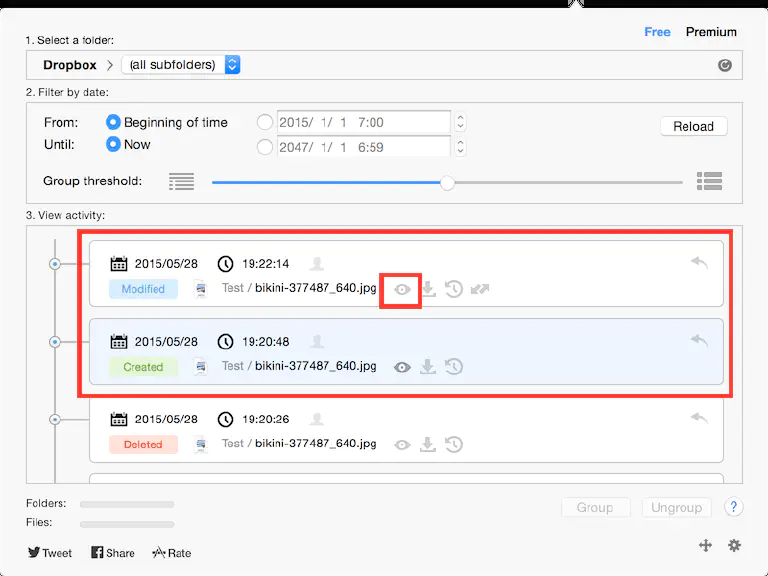 Free Premium
1. Select a folder:
Dropbox > (all subfolders)
2. Filter by date:
From: Beginning of time 2015/ 1/ 1 7:00
Until: Now 2047/ 1/ 1 6:59
Reload
Group threshold:
3. View activity:
2015/05/28 19:22:14
Modified Test / bikini-377487_640.jpg
2015/05/28 19:20:48
Created Test / bikini-377487_640.jpg
2015/05/28 19:20:26
Deleted Test / bikini-377487_640.jpg
Folders:
Files:
Group Ungroup ?
Tweet Share Rate